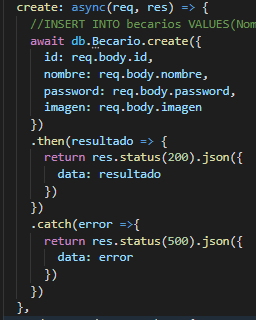 create: async(req, res) => {
//INSERT INTO becarios VALUES(Nom
await db.Becario.create({
id: req.body.id,
nombre: req.body.nombre,
password: req.body.password,
imagen: req.body.imagen
})
.then(resultado => {
return res.status(200).json({
data: resultado
})
})
.catch(error =>{
return res.status(500).json({
data: error
})
})
},